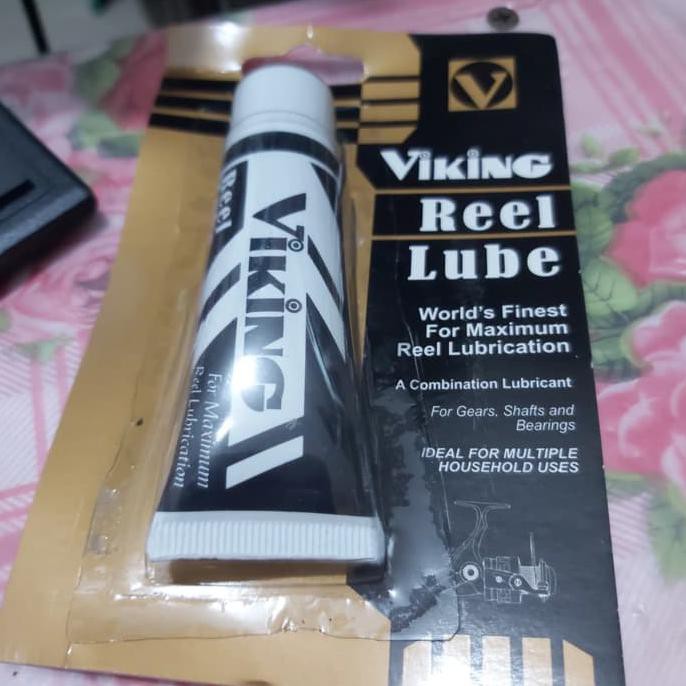 V
VIKING
Reel
Lube
World's Finest
For Maximum
Reel Lubrication
A Combination Lubricant
For Gears, Shafts and
Bearings
IDEAL FOR MULTIPLE
HOUSEHOLD USES
Reel
VIKING
For Maximum
Reel Lubrication